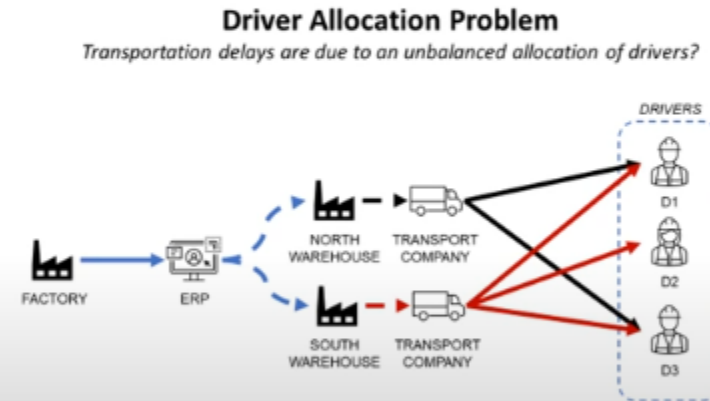 Driver Allocation Problem
Transportation delays are due to an unbalanced allocation of drivers?
DRIVERS
D1
NORTH
WAREHOUSE
TRANSPORT
COMPANY
D2
FACTORY
ERP
SOUTH
WAREHOUSE
TRANSPORT
COMPANY
D3